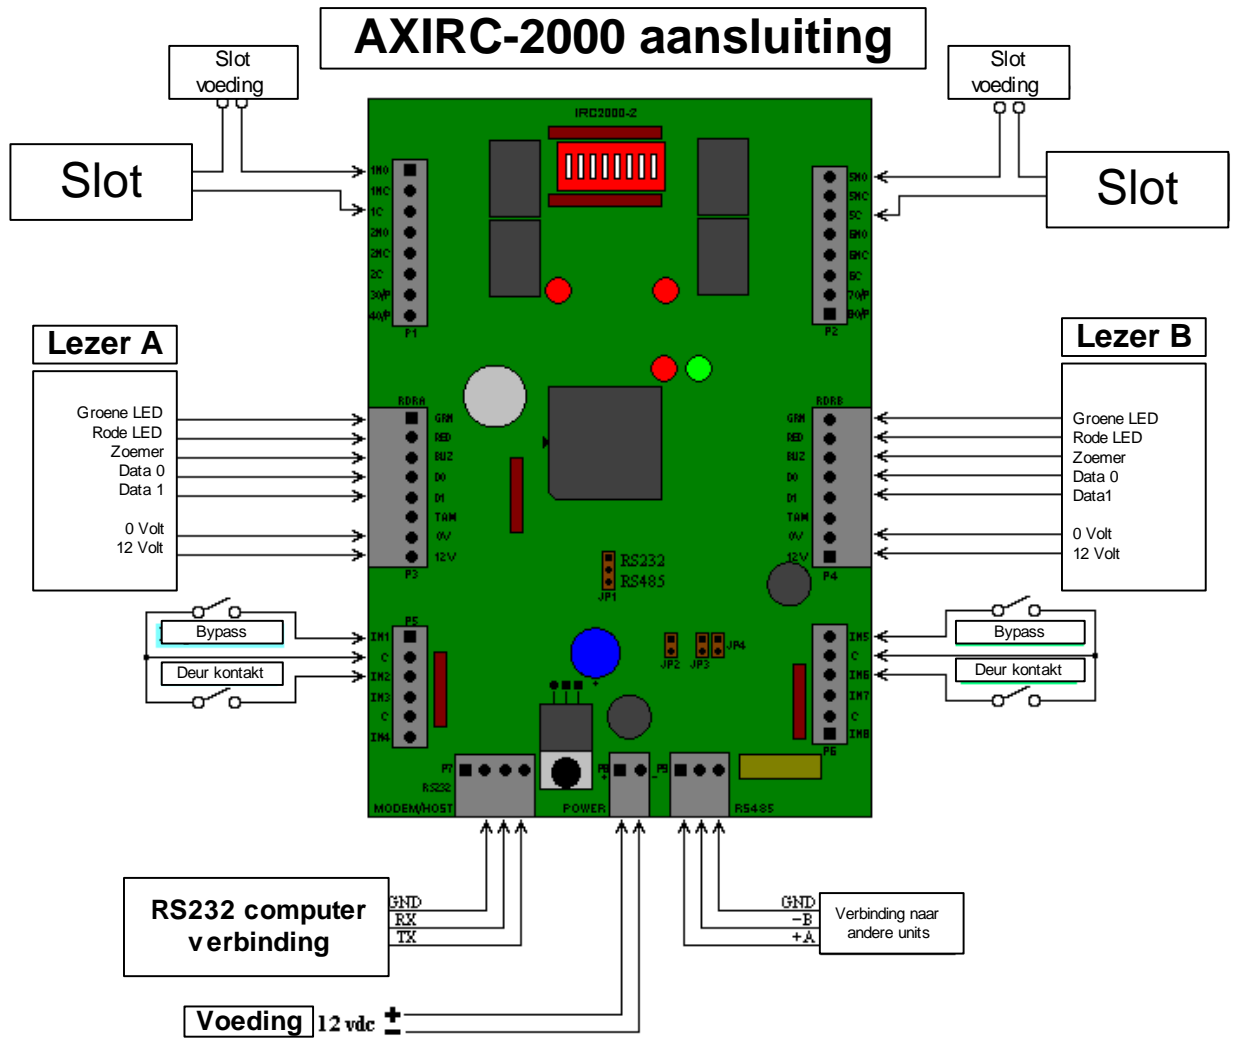 AXIRC-2000 aansluiting
Slot
voeding
Slot
voeding
Slot
Slot
IRC2000-2
1NO
1NC
1C
2NO
2NC
2C
3O/P
4O/P
P1
5NO
5NC
5C
6NO
6NC
6C
7O/P
8O/P
P2
Lezer A
Groene LED
Rode LED
Zoemer
Data 0
Data 1
0 Volt
12 Volt
RDRA
GRN
RED
BUZ
D0
D1
TAM
0V
12V
P3
Lezer B
Groene LED
Rode LED
Zoemer
Data 0
Data1
0 Volt
12 Volt
RDRB
GRN
RED
BUZ
D0
D1
TAM
0V
12V
P4
RS232
RS485
JP1
JP2
JP3
JP4
Bypass
Deur kontakt
P5
IN1
C
IN2
IN3
C
IN4
Bypass
Deur kontakt
IN5
C
IN6
IN7
C
IN8
P6
+
P7
RS232
MODEM/HOST
P8
+
-
POWER
P9
RS485
RS232 computer
verbinding
GND
RX
TX
GND
-B
+A
Verbinding naar
andere units
Voeding
12 vdc
+
-